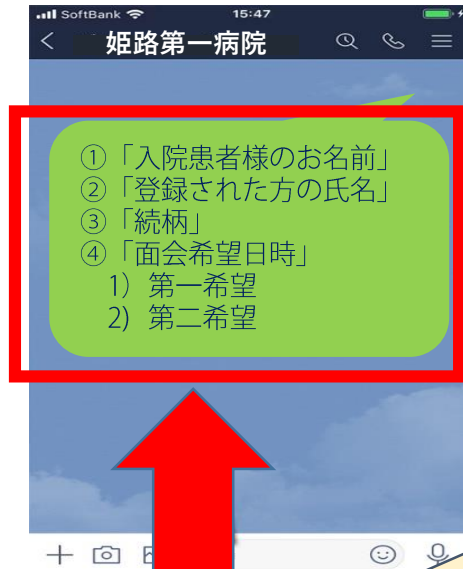 SoftBank 15:47
姫路第一病院
①「入院患者様のお名前」
②「登録された方の氏名」
③「続柄」
④「面会希望日時」
1）第一希望
2）第二希望